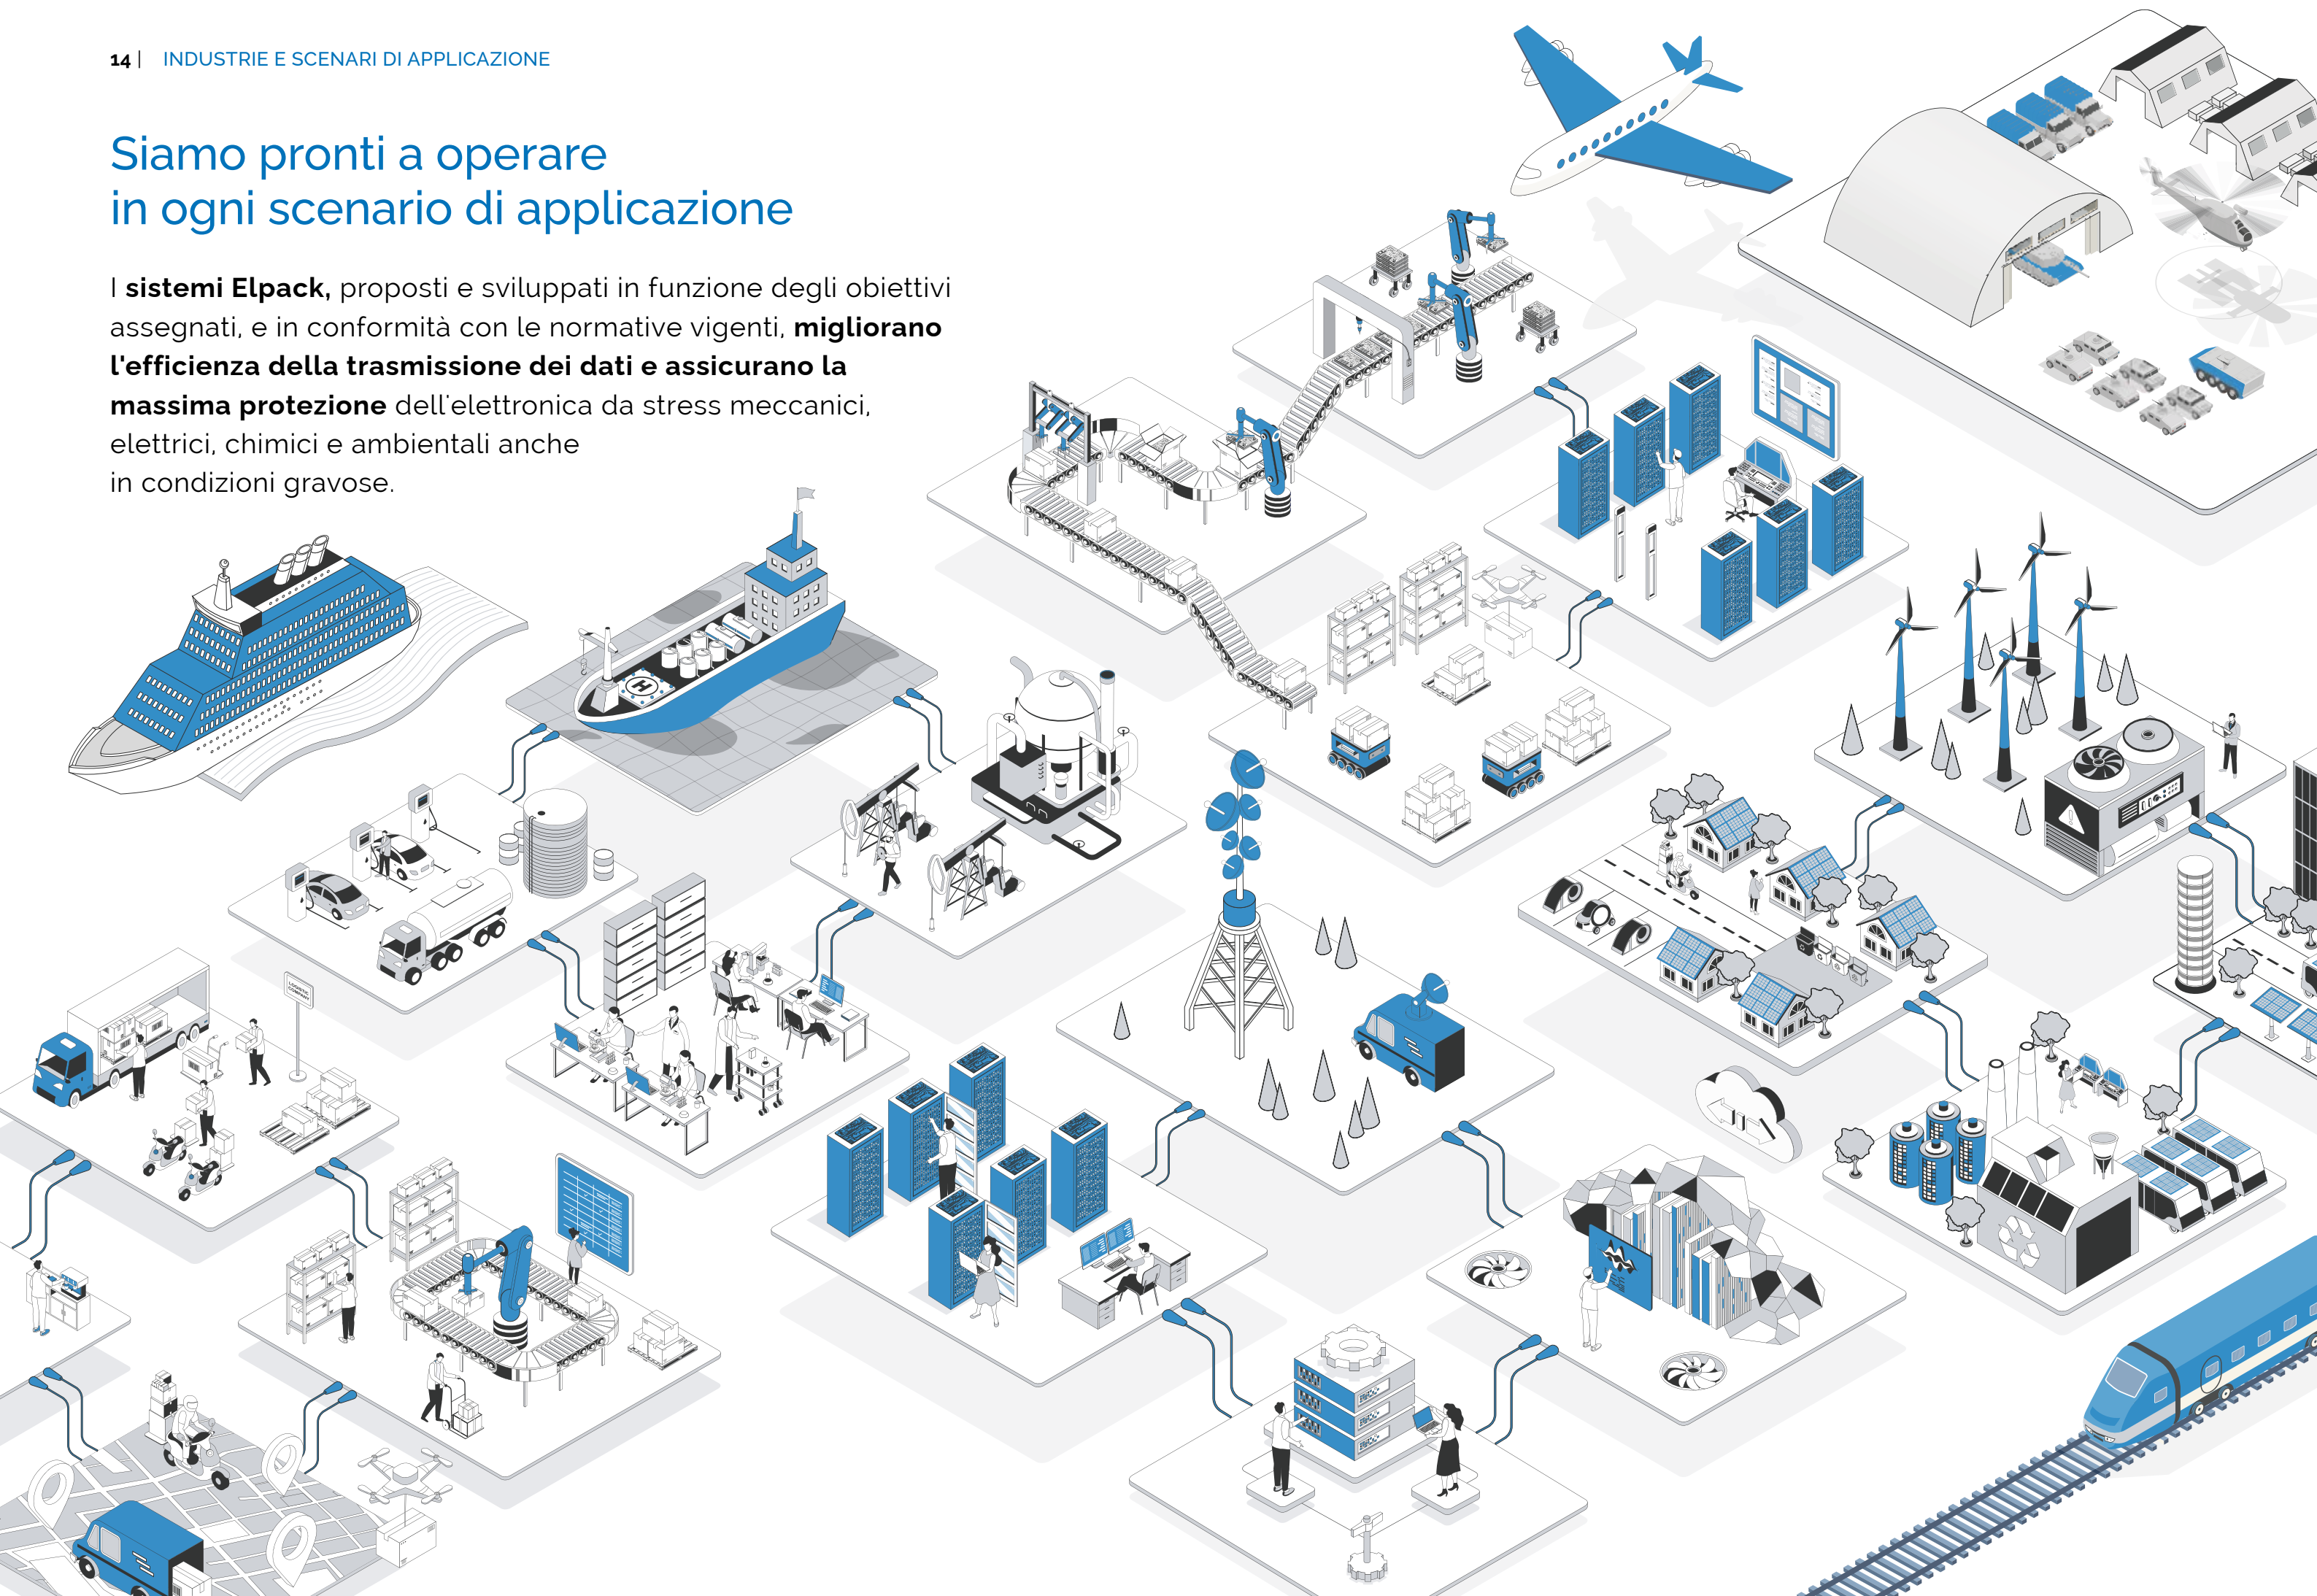 14 | INDUSTRIE E SCENARI DI APPLICAZIONE
Siamo pronti a operare
in ogni scenario di applicazione
I sistemi Elpack, proposti e sviluppati in funzione degli obiettivi
assegnati, e in conformità con le normative vigenti, migliorano
l'efficienza della trasmissione dei dati e assicurano la
massima protezione dell'elettronica da stress meccanici,
elettrici, chimici e ambientali anche
in condizioni gravose.
H
LOGISTIC
COMPANY